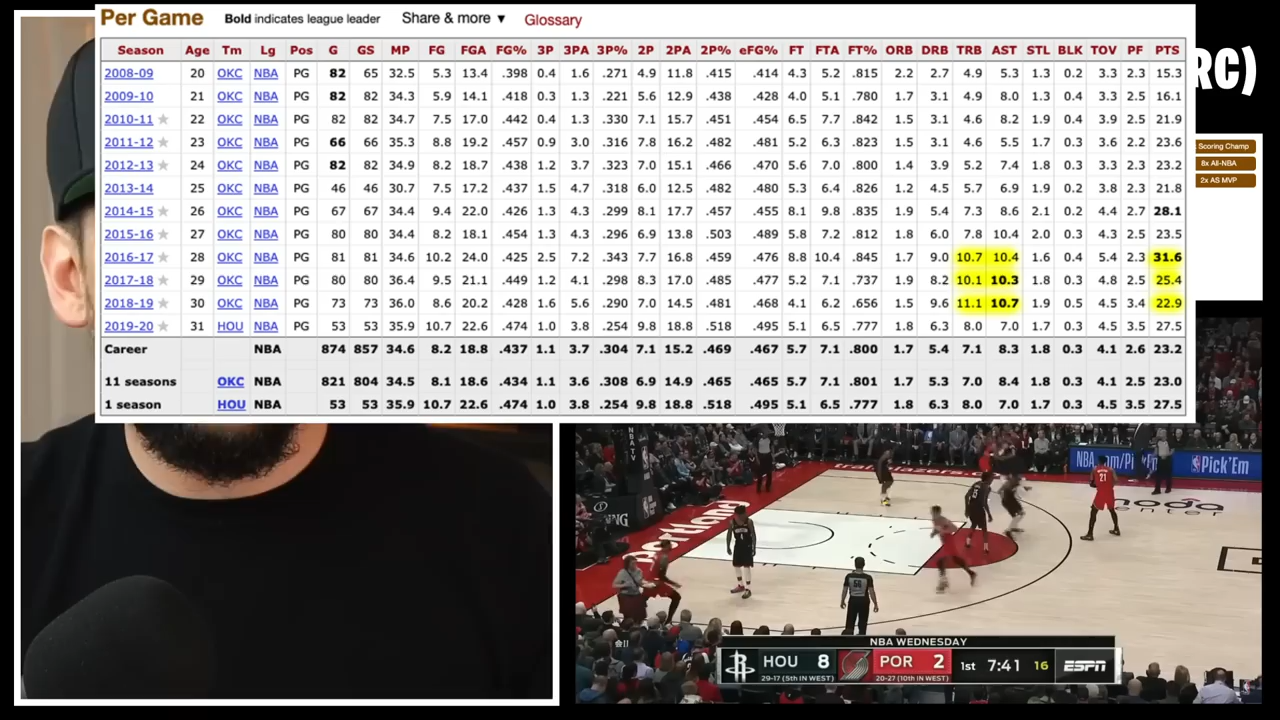 Per Game Bold indicates league leader Share & more ▼ Glossary
Season Age Tm Lg Pos G GS MP FG FGA FG% 3P 3PA 3P% 2P 2PA 2P% eFG% FT FTA FT% ORB DRB TRB AST STL BLK TOV PF PTS
2008-09 20 OKC NBA PG 82 65 32.5 5.3 13.4 .398 0.4 1.6 .271 4.9 11.8 .415 .414 4.3 5.2 .815 2.2 2.7 4.9 5.3 1.3 0.2 3.3 2.3 15.3
2009-10 21 OKC NBA PG 82 82 34.3 5.9 14.1 .418 0.3 1.3 .221 5.6 12.9 .438 .428 4.0 5.1 .780 1.7 3.1 4.9 8.0 1.3 0.4 3.3 2.5 16.1
2010-11 ★ 22 OKC NBA PG 82 82 34.7 7.5 17.0 .442 0.4 1.3 .330 7.1 15.7 .451 .454 6.5 7.7 .842 1.5 3.1 4.6 8.2 1.9 0.4 3.9 2.5 21.9
2011-12 ★ 23 OKC NBA PG 66 66 35.3 8.8 19.2 .457 0.9 3.0 .316 7.8 16.2 .482 .481 5.2 6.3 .823 1.5 3.1 4.6 5.5 1.7 0.3 3.6 2.2 23.6
2012-13 ★ 24 OKC NBA PG 82 82 34.9 8.2 18.7 .438 1.2 3.7 .323 7.0 15.1 .466 .470 5.6 7.0 .800 1.4 3.9 5.2 7.4 1.8 0.3 3.3 2.3 23.2
2013-14 25 OKC NBA PG 46 46 30.7 7.5 17.2 .437 1.5 4.7 .318 6.0 12.5 .482 .480 5.3 6.4 .826 1.2 4.5 5.7 6.9 1.9 0.2 3.8 2.3 21.8
2014-15 ★ 26 OKC NBA PG 67 67 34.4 9.4 22.0 .426 1.3 4.3 .299 8.1 17.7 .457 .455 8.1 9.8 .835 1.9 5.4 7.3 8.6 2.1 0.2 4.4 2.7 28.1
2015-16 ★ 27 OKC NBA PG 80 80 34.4 8.2 18.1 .454 1.3 4.3 .296 6.9 13.8 .503 .489 5.8 7.2 .812 1.8 6.0 7.8 10.4 2.0 0.3 4.3 2.5 23.5
2016-17 ★ 28 OKC NBA PG 81 81 34.6 10.2 24.0 .425 2.5 7.2 .343 7.7 16.8 .459 .476 8.8 10.4 .845 1.7 9.0 10.7 10.4 1.6 0.4 5.4 2.3 31.6
2017-18 ★ 29 OKC NBA PG 80 80 36.4 9.5 21.1 .449 1.2 4.1 .298 8.3 17.0 .485 .477 5.2 7.1 .737 1.9 8.2 10.1 10.3 1.8 0.3 4.8 2.5 25.4
2018-19 ★ 30 OKC NBA PG 73 73 36.0 8.6 20.2 .428 1.6 5.6 .290 7.0 14.5 .481 .468 4.1 6.2 .656 1.5 9.6 11.1 10.7 1.9 0.5 4.5 3.4 22.9
2019-20 ★ 31 HOU NBA PG 53 53 35.9 10.7 22.6 .474 1.0 3.8 .254 9.8 18.8 .518 .495 5.1 6.5 .777 1.8 6.3 8.0 7.0 1.7 0.3 4.5 3.5 27.5
Career NBA 874 857 34.6 8.2 18.8 .437 1.1 3.7 .304 7.1 15.2 .469 .467 5.7 7.1 .800 1.7 5.4 7.1 8.3 1.8 0.3 4.1 2.6 23.2
11 seasons OKC NBA 821 804 34.5 8.1 18.6 .434 1.1 3.6 .308 6.9 14.9 .465 .465 5.7 7.1 .801 1.7 5.3 7.0 8.4 1.8 0.3 4.1 2.5 23.0
1 season HOU NBA 53 53 35.9 10.7 22.6 .474 1.0 3.8 .254 9.8 18.8 .518 .495 5.1 6.5 .777 1.8 6.3 8.0 7.0 1.7 0.3 4.5 3.5 27.5
RC)
Scoring Champ
8x All-NBA
2x AS MVP
Pick'Em
Portland
21
NBA WEDNESDAY
HOU 8 POR 2 1st 7:41 16 ESPN
29-17 (5th IN WEST) 20-27 (10th IN WEST)